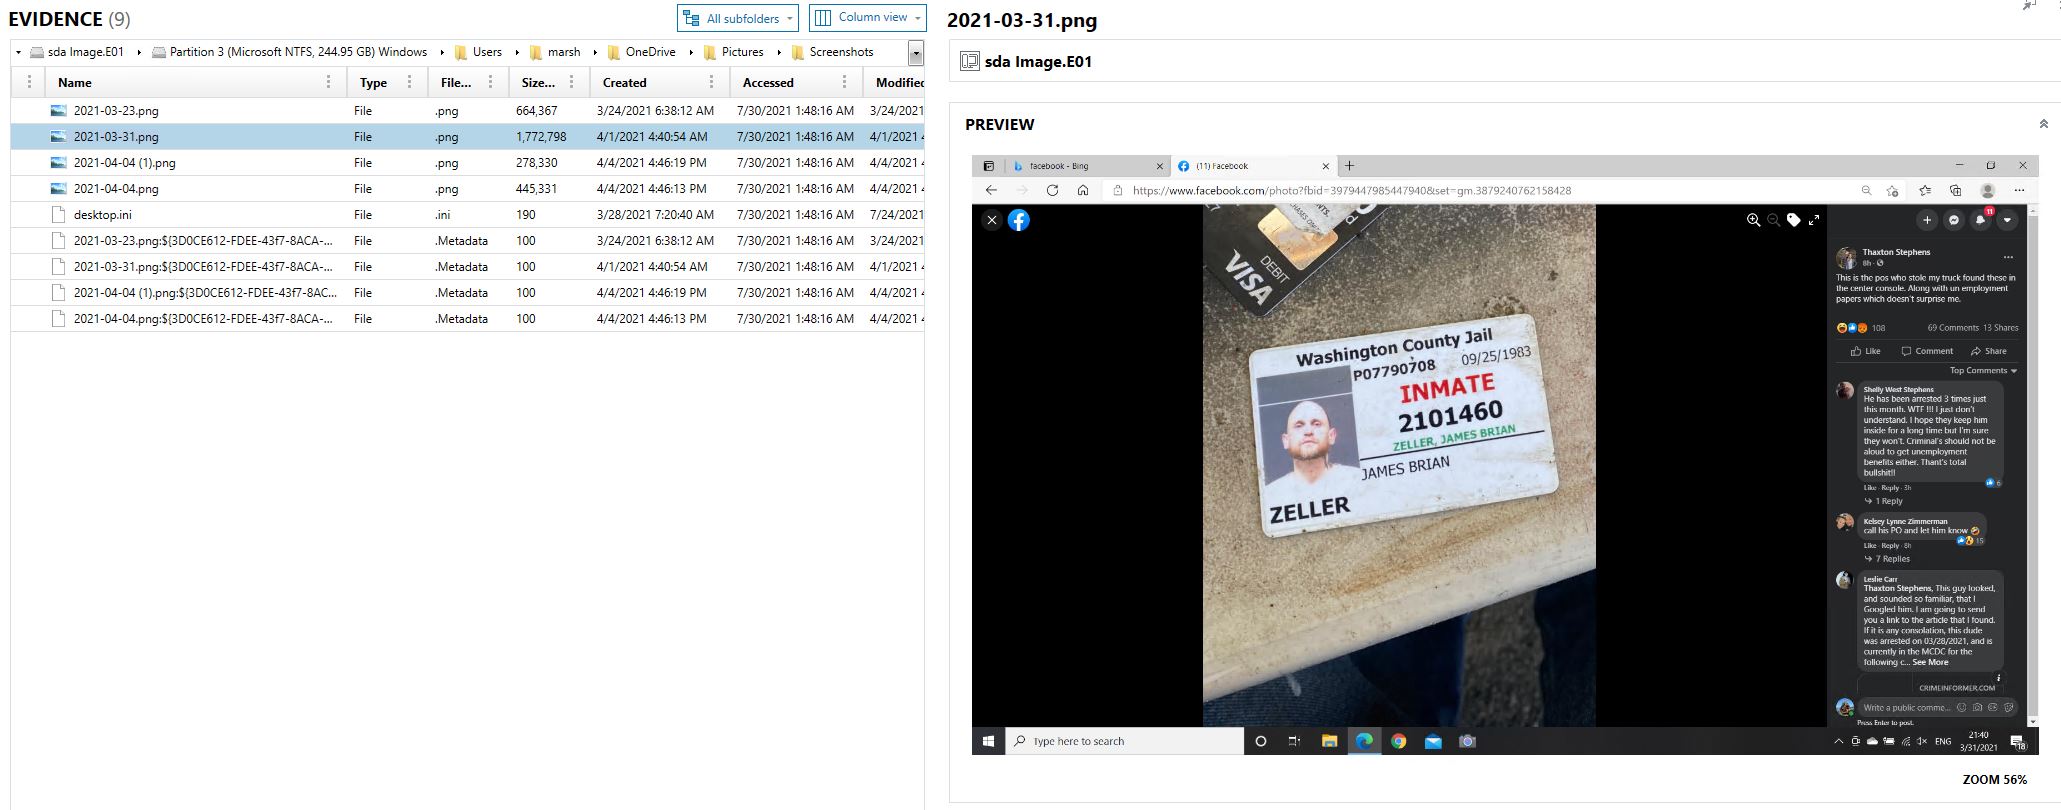 EVIDENCE (9)
All subfolders
Column view
sda Image.E01 Partition 3 (Microsoft NTFS, 244.95 GB) Windows Users marsh OneDrive Pictures Screenshots
Name Type File... Size... Created Accessed Modified
2021-03-23.png File .png 664,367 3/24/2021 6:38:12 AM 7/30/2021 1:48:16 AM 3/24/2021
2021-03-31.png File .png 1,772,798 4/1/2021 4:40:54 AM 7/30/2021 1:48:16 AM 4/1/2021 4
2021-04-04 (1).png File .png 278,330 4/4/2021 4:46:19 PM 7/30/2021 1:48:16 AM 4/4/2021 4
2021-04-04.png File .png 445,331 4/4/2021 4:46:13 PM 7/30/2021 1:48:16 AM 4/4/2021 4
desktop.ini File .ini 190 3/28/2021 7:20:40 AM 7/30/2021 1:48:16 AM 7/24/2021
2021-03-23.png:${3D0CE612-FDEE-43f7-8ACA-... File .Metadata 100 3/24/2021 6:38:12 AM 7/30/2021 1:48:16 AM 3/24/2021
2021-03-31.png:${3D0CE612-FDEE-43f7-8ACA-... File .Metadata 100 4/1/2021 4:40:54 AM 7/30/2021 1:48:16 AM 4/1/2021 4
2021-04-04 (1).png:${3D0CE612-FDEE-43f7-8AC... File .Metadata 100 4/4/2021 4:46:19 PM 7/30/2021 1:48:16 AM 4/4/2021 4
2021-04-04.png:${3D0CE612-FDEE-43f7-8ACA-... File .Metadata 100 4/4/2021 4:46:13 PM 7/30/2021 1:48:16 AM 4/4/2021 4
2021-03-31.png
sda Image.E01
PREVIEW
facebook - Bing
(11) Facebook
https://www.facebook.com/photo?fbid=3979447985447940&set=gm.3879240762158428
DEBIT
VISA
Washington County Jail
P07790708 09/25/1983
INMATE
2101460
ZELLER, JAMES BRIAN
JAMES BRIAN
ZELLER
11
Thaxton Stephens
8h
This is the pos who stole my truck found these in
the center console. Along with un employment
papers which doesn't surprise me.
108 69 Comments 13 Shares
Like Comment Share
Top Comments
Shelly West Stephens
He has been arrested 3 times just
this month. WTF !!! I just don't
understand. I hope they keep him
inside for a long time but I'm sure
they won't. Criminal's should not be
aloud to get unemployment
benefits either. Thant's total
bullshit!!
6
Like · Reply · 3h
1 Reply
Kelsey Lynne Zimmerman
call his PO and let him know
15
Like · Reply · 8h
7 Replies
Leslie Carr
Thaxton Stephens, This guy looked,
and sounded so familiar, that I
Googled him. I am going to send
you a link to the article that I found.
If it is any consolation, this dude
was arrested on 03/28/2021, and is
currently in the MCDC for the
following c... See More
CRIMEINFORMER.COM
Write a public comme...
Press Enter to post.
Type here to search
ENG
21:40
3/31/2021
18
ZOOM 56%